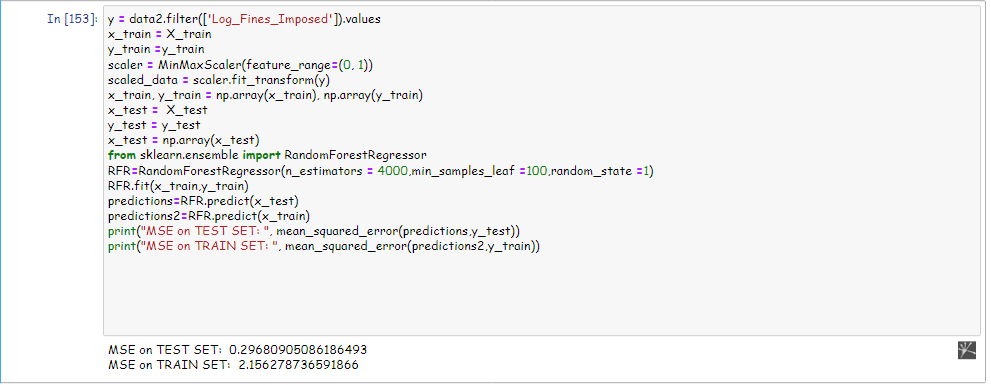 In [153]:
y = data2.filter(['Log_Fines_Imposed']).values
x_train = X_train
y_train =y_train
scaler = MinMaxScaler(feature_range=(0, 1))
scaled_data = scaler.fit_transform(y)
x_train, y_train = np.array(x_train), np.array(y_train)
x_test =  X_test
y_test = y_test
x_test = np.array(x_test)
from sklearn.ensemble import RandomForestRegressor
RFR=RandomForestRegressor(n_estimators = 4000,min_samples_leaf =100,random_state =1)
RFR.fit(x_train,y_train)
predictions=RFR.predict(x_test)
predictions2=RFR.predict(x_train)
print("MSE on TEST SET: ", mean_squared_error(predictions,y_test))
print("MSE on TRAIN SET: ", mean_squared_error(predictions2,y_train))
MSE on TEST SET:  0.29680905086186493
MSE on TRAIN SET:  2.156278736591866